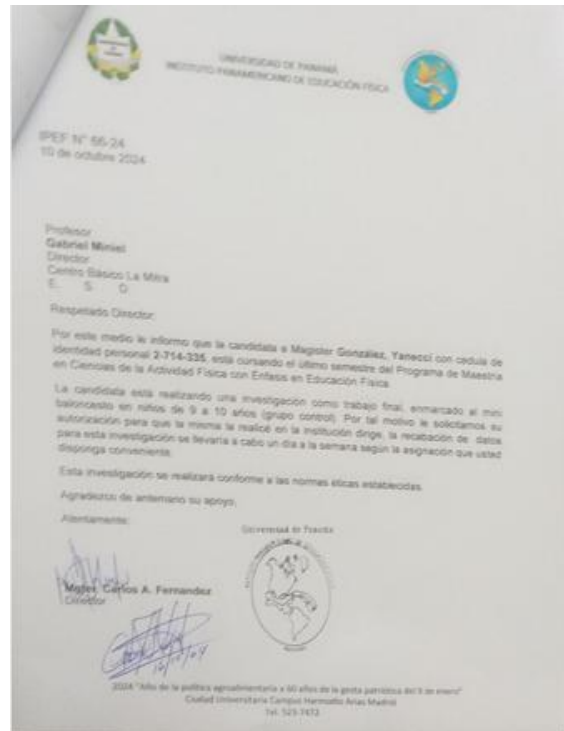 UNIVERSIDAD DE PANAMÁ
INSTITUTO PANAMERICANO DE EDUCACIÓN FÍSICA
IPEF N° 66-24
10 de octubre 2024
Profesor
Gabriel Miniel
Director
Centro Básico La Mitra
E. S. D.
Respetado Director:
Por este medio le informo que la candidata a Magister González, Yanecci con cedula de
identidad personal 2-714-335, está cursando el último semestre del Programa de Maestría
en Ciencias de la Actividad Física con Énfasis en Educación Física.
La candidata está realizando una investigación como trabajo final, enmarcado al mini
baloncesto en niños de 9 a 10 años (grupo control). Por tal motivo le solicitamos su
autorización para que la misma la realicé en la institución dirige, la recabación de datos
para esta investigación se llevaría a cabo un día a la semana según la asignación que usted
disponga conveniente.
Esta investigación se realizará conforme a las normas éticas establecidas.
Agradezco de antemano su apoyo,
Atentamente:
Universidad de Panamá
Mgter. Carlos A. Fernandez
Director
2024 "Año de la política agroalimentaria a 60 años de la gesta patriótica del 9 de enero"
Ciudad Universitaria Campus Harmodio Arias Madrid
Tel. 523-7472